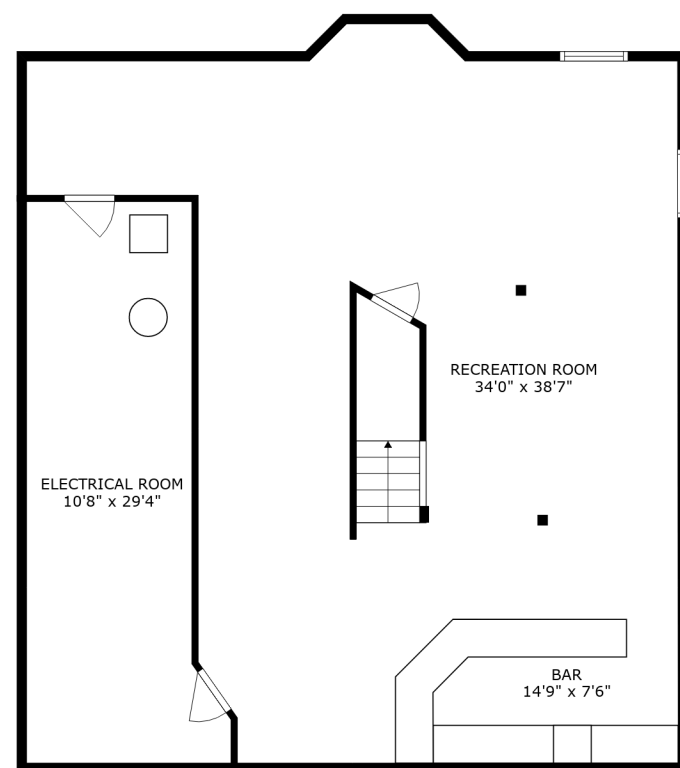 RECREATION ROOM
34'0" x 38'7"
ELECTRICAL ROOM
10'8" x 29'4"
BAR
14'9" x 7'6"